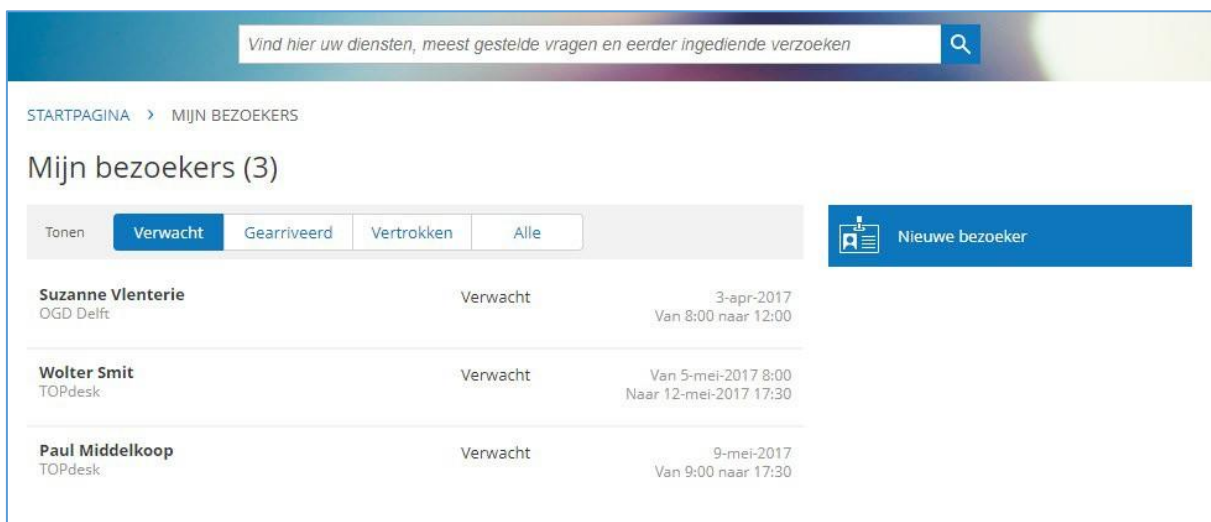 Vind hier uw diensten, meest gestelde vragen en eerder ingediende verzoeken
STARTPAGINA > MIJN BEZOEKERS
Mijn bezoekers (3)
Tonen Verwacht Gearriveerd Vertrokken Alle
Nieuwe bezoeker
Suzanne Vlenterie Verwacht 3-apr-2017
OGD Delft Van 8:00 naar 12:00
Wolter Smit Verwacht Van 5-mei-2017 8:00
TOPdesk Naar 12-mei-2017 17:30
Paul Middelkoop Verwacht 9-mei-2017
TOPdesk Van 9:00 naar 17:30